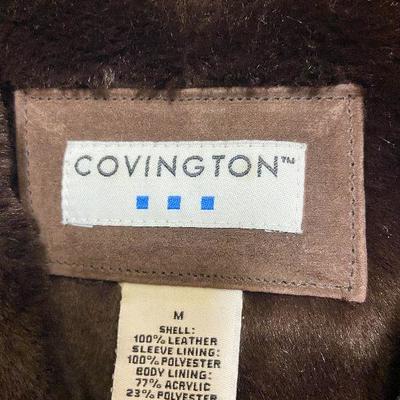 COVINGTON™
M
SHELL:
100% LEATHER
SLEEVE LINING:
100% POLYESTER
BODY LINING:
77% ACRYLIC
23% POLYESTER